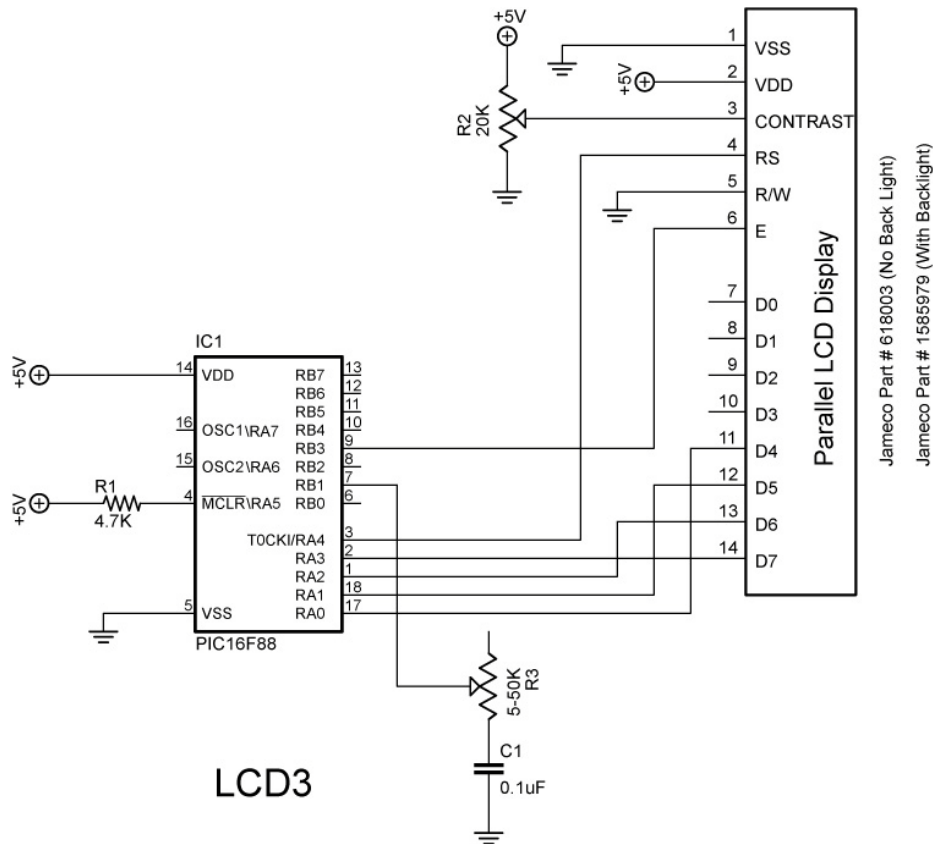 +5V
+5V
R2
20K
1 VSS
2 VDD
3 CONTRAST
4 RS
5 R/W
6 E
7 D0
8 D1
9 D2
10 D3
11 D4
12 D5
13 D6
14 D7
Parallel LCD Display
Jameco Part # 618003 (No Back Light)
Jameco Part # 1585979 (With Backlight)
IC1
+5V
14 VDD
16 OSC1\RA7
15 OSC2\RA6
+5V
R1
4.7K
4 MCLR\RA5
5 VSS
RB7 13
RB6 12
RB5 11
RB4 10
RB3 9
RB2 8
RB1 7
RB0 6
T0CKI/RA4 3
RA3 2
RA2 1
RA1 18
RA0 17
PIC16F88
5-50K
R3
C1
0.1uF
LCD3